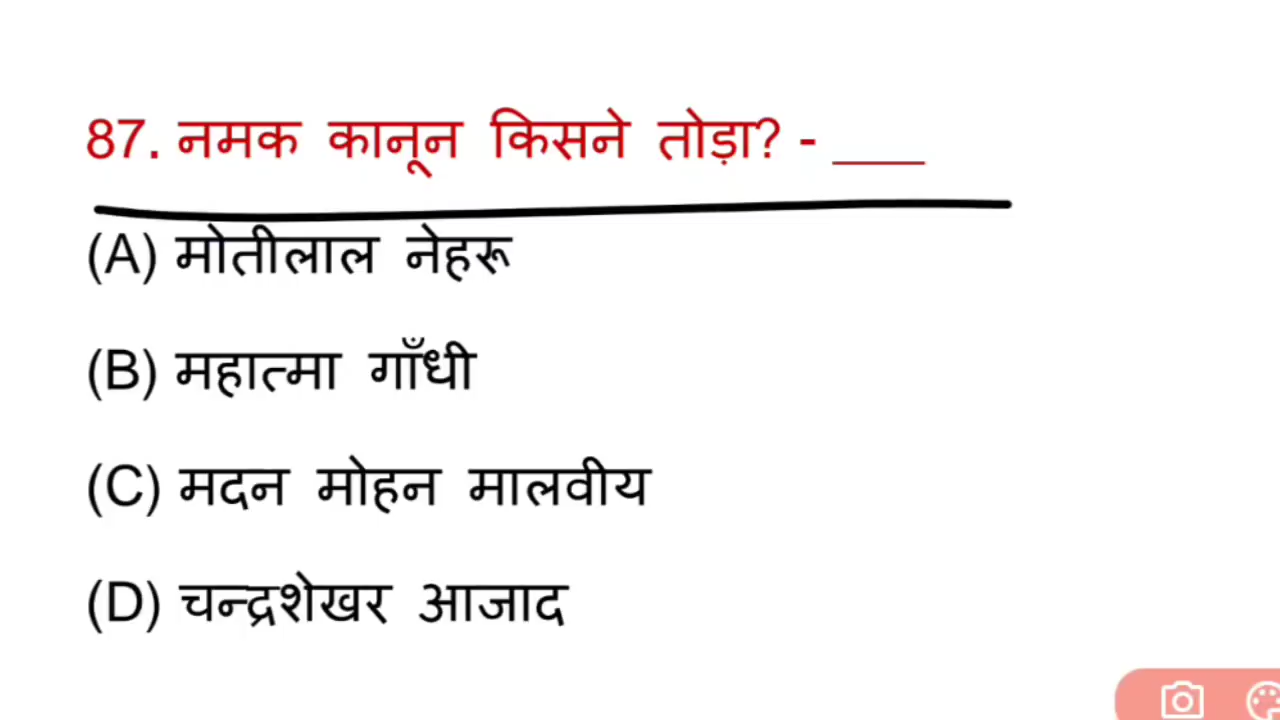 87. नमक कानून किसने तोड़ा? - ___
(A) मोतीलाल नेहरू
(B) महात्मा गाँधी
(C) मदन मोहन मालवीय
(D) चन्द्रशेखर आजाद